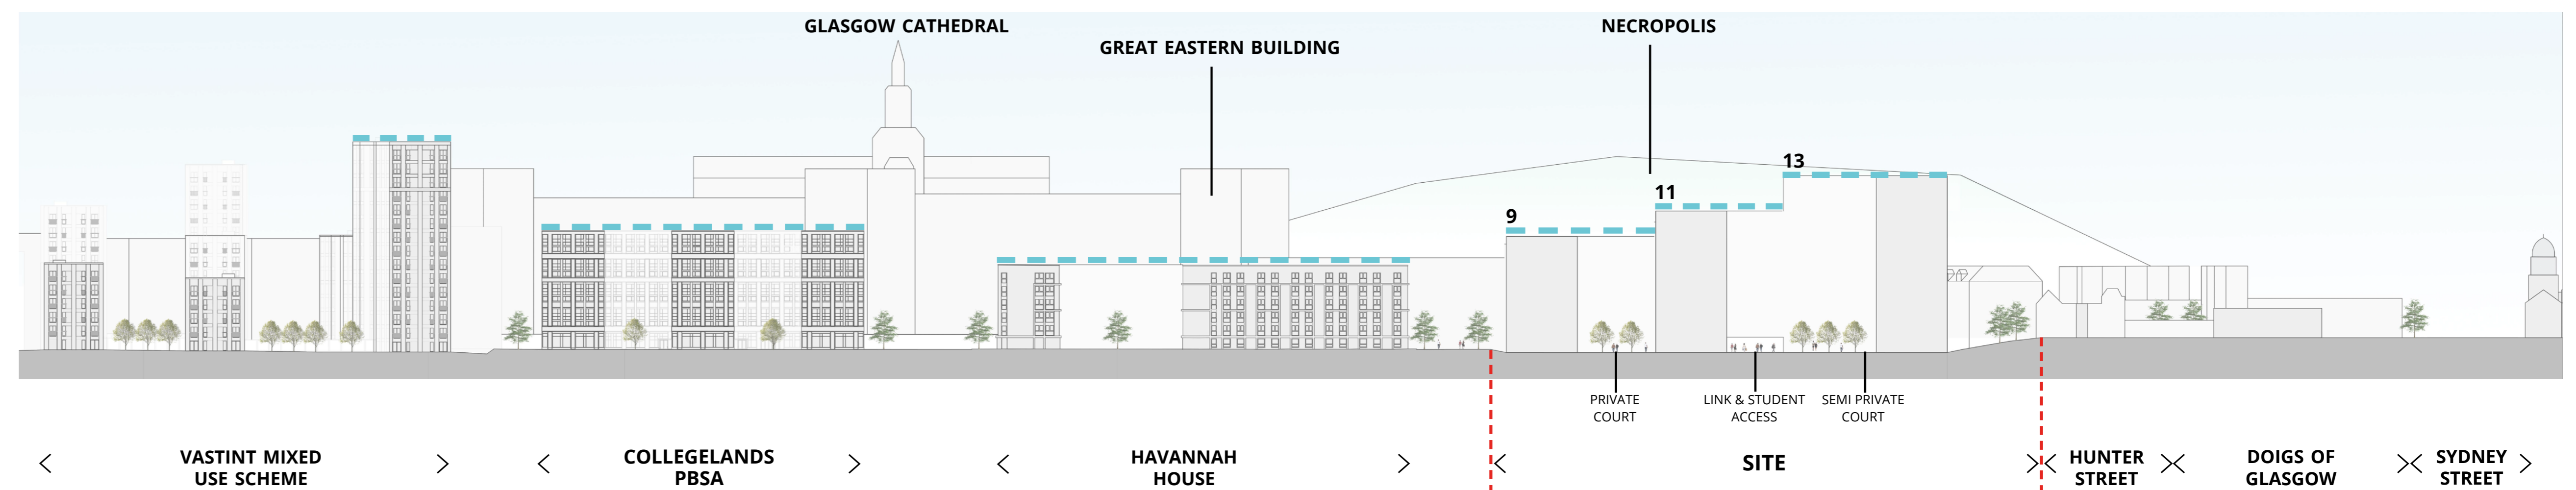 GLASGOW CATHEDRAL
GREAT EASTERN BUILDING
NECROPOLIS
9
11
13
PRIVATE
COURT
LINK & STUDENT
ACCESS
SEMI PRIVATE
COURT
VASTINT MIXED
USE SCHEME
COLLEGELANDS
PBSA
HAVANNAH
HOUSE
SITE
HUNTER
STREET
DOIGS OF
GLASGOW
SYDNEY
STREET